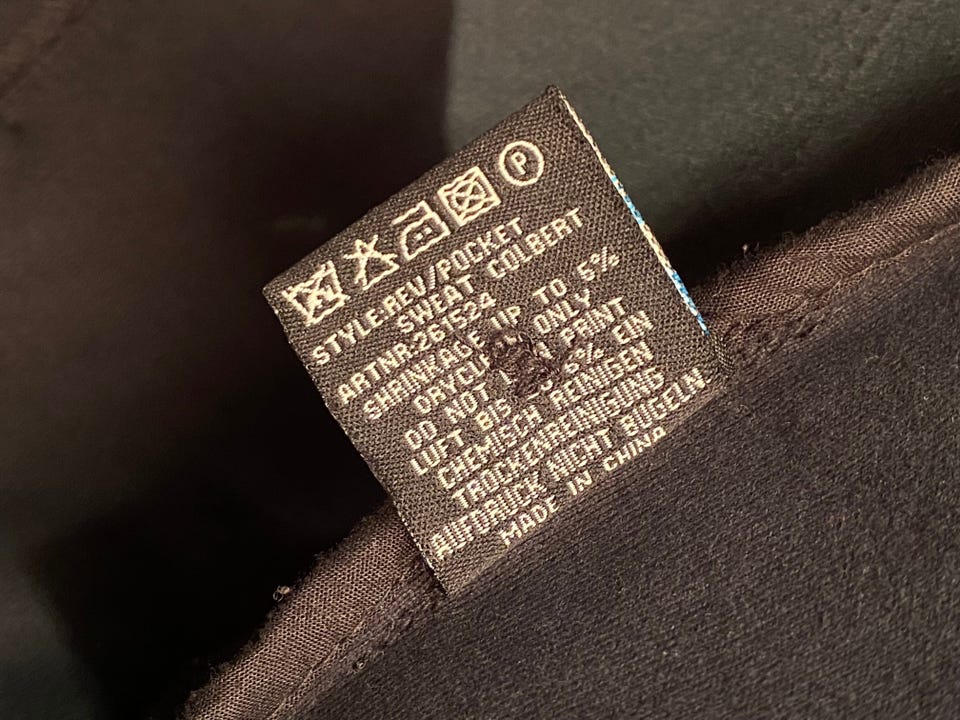 P
STYLE:REV/POCKET
SWEAT COLBERT
ARTNR:261524
SHRINKAGE UP TO 5%
ONLY
DO NOT PRINT
LUFT BIS 5% EIN
CHEMISCH REINIGEN
TROCKENREINIGUNG
AUFDRUCK NICHT BÜGELN
MADE IN CHINA